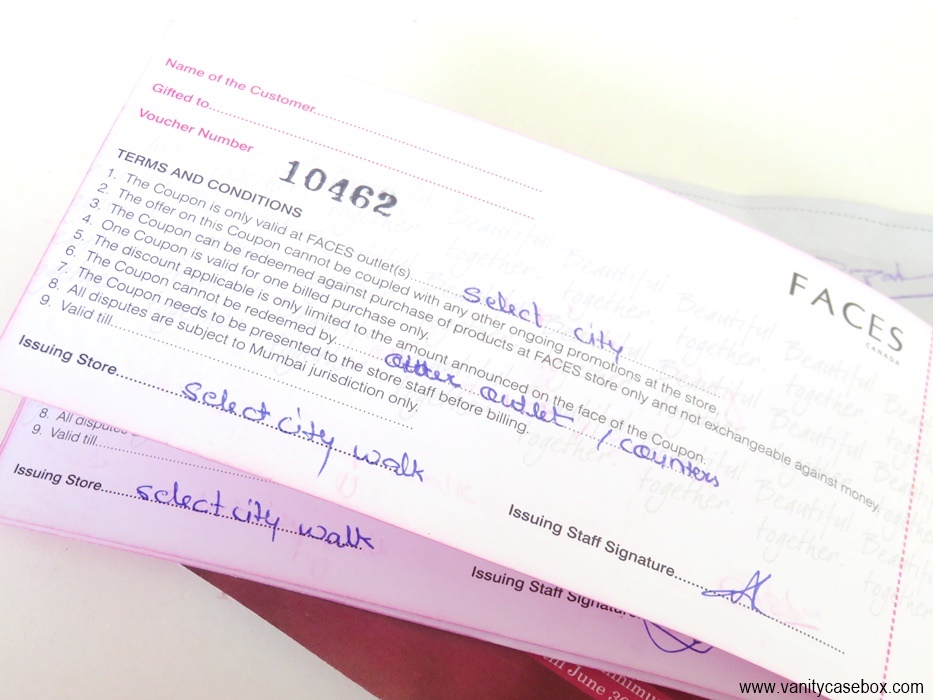 Name of the Customer
Gifted to
Voucher Number 10462
TERMS AND CONDITIONS
1. The Coupon is only valid at FACES outlet(s) select city
2. The offer on this Coupon cannot be coupled with any other ongoing promotions at the store.
3. The Coupon can be redeemed against purchase of products at FACES store only and not exchangeable against money.
4. One Coupon is valid for one billed purchase only.
5. The discount applicable is only limited to the amount announced on the face of the Coupon.
6. The Coupon cannot be redeemed by other outlet / counters
7. The Coupon needs to be presented to the store staff before billing.
8. All disputes are subject to Mumbai jurisdiction only.
9. Valid till
Issuing Store select city walk
Issuing Staff Signature
FACES
CANADA
Beautiful together.
8. All dispute
9. Valid till
Issuing Store select city walk
Issuing Staff Signature
June 30
www.vanitycasebox.com